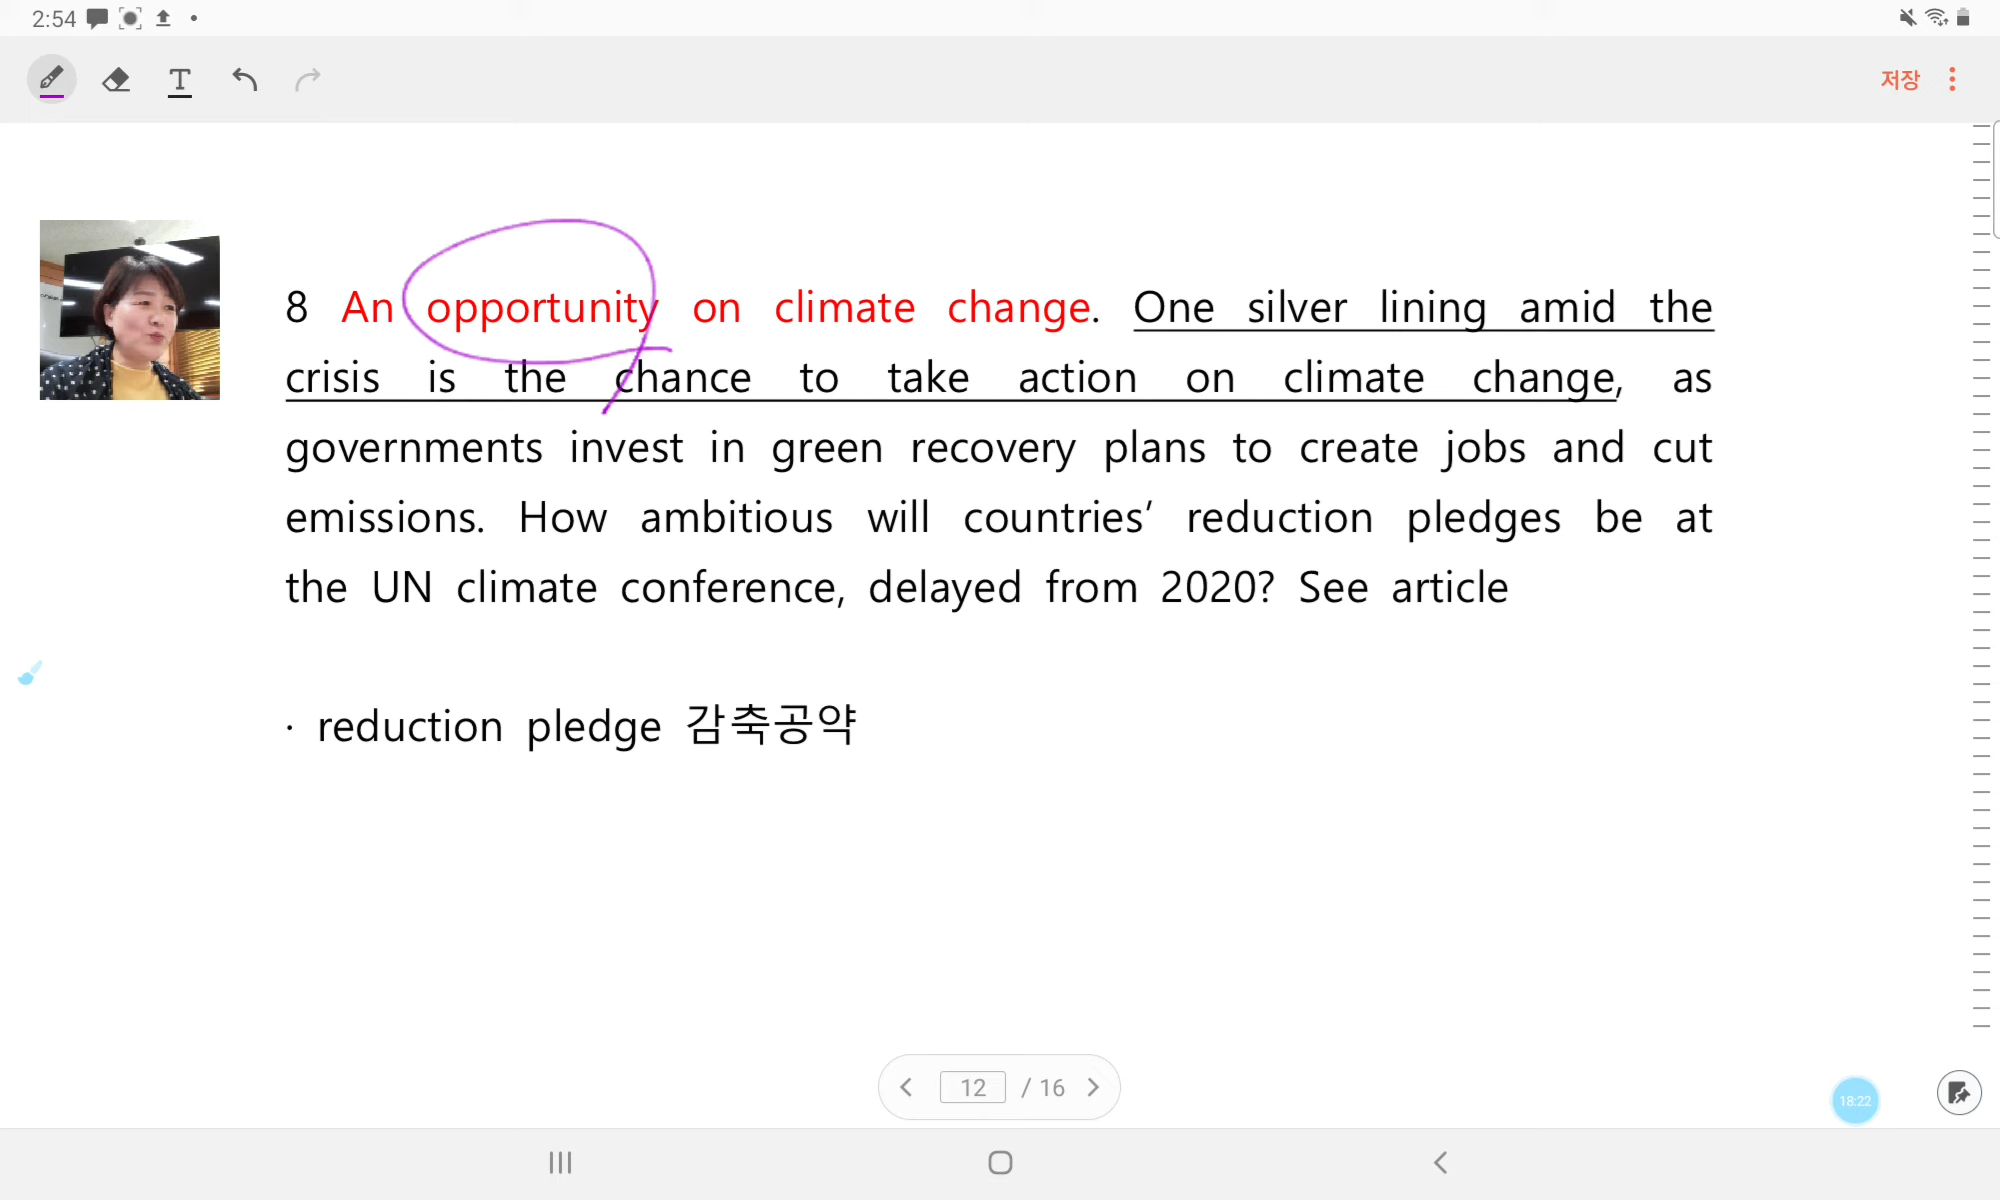 2:54
저장
8 An opportunity on climate change. One silver lining amid the
crisis is the chance to take action on climate change, as
governments invest in green recovery plans to create jobs and cut
emissions. How ambitious will countries’ reduction pledges be at
the UN climate conference, delayed from 2020? See article
· reduction pledge 감축공약
12 / 16
18:22